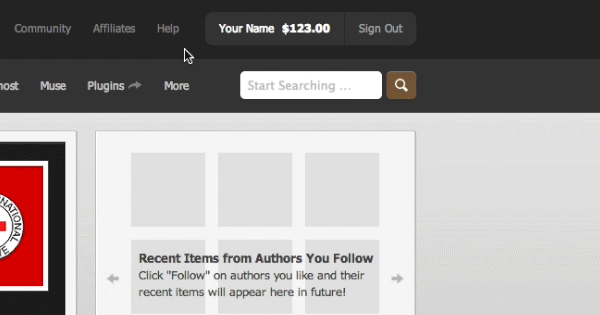 Community Affiliates Help Your Name $123.00 Sign Out
Muse Plugins More Start Searching ...
Recent Items from Authors You Follow
Click "Follow" on authors you like and their
recent items will appear here in future!